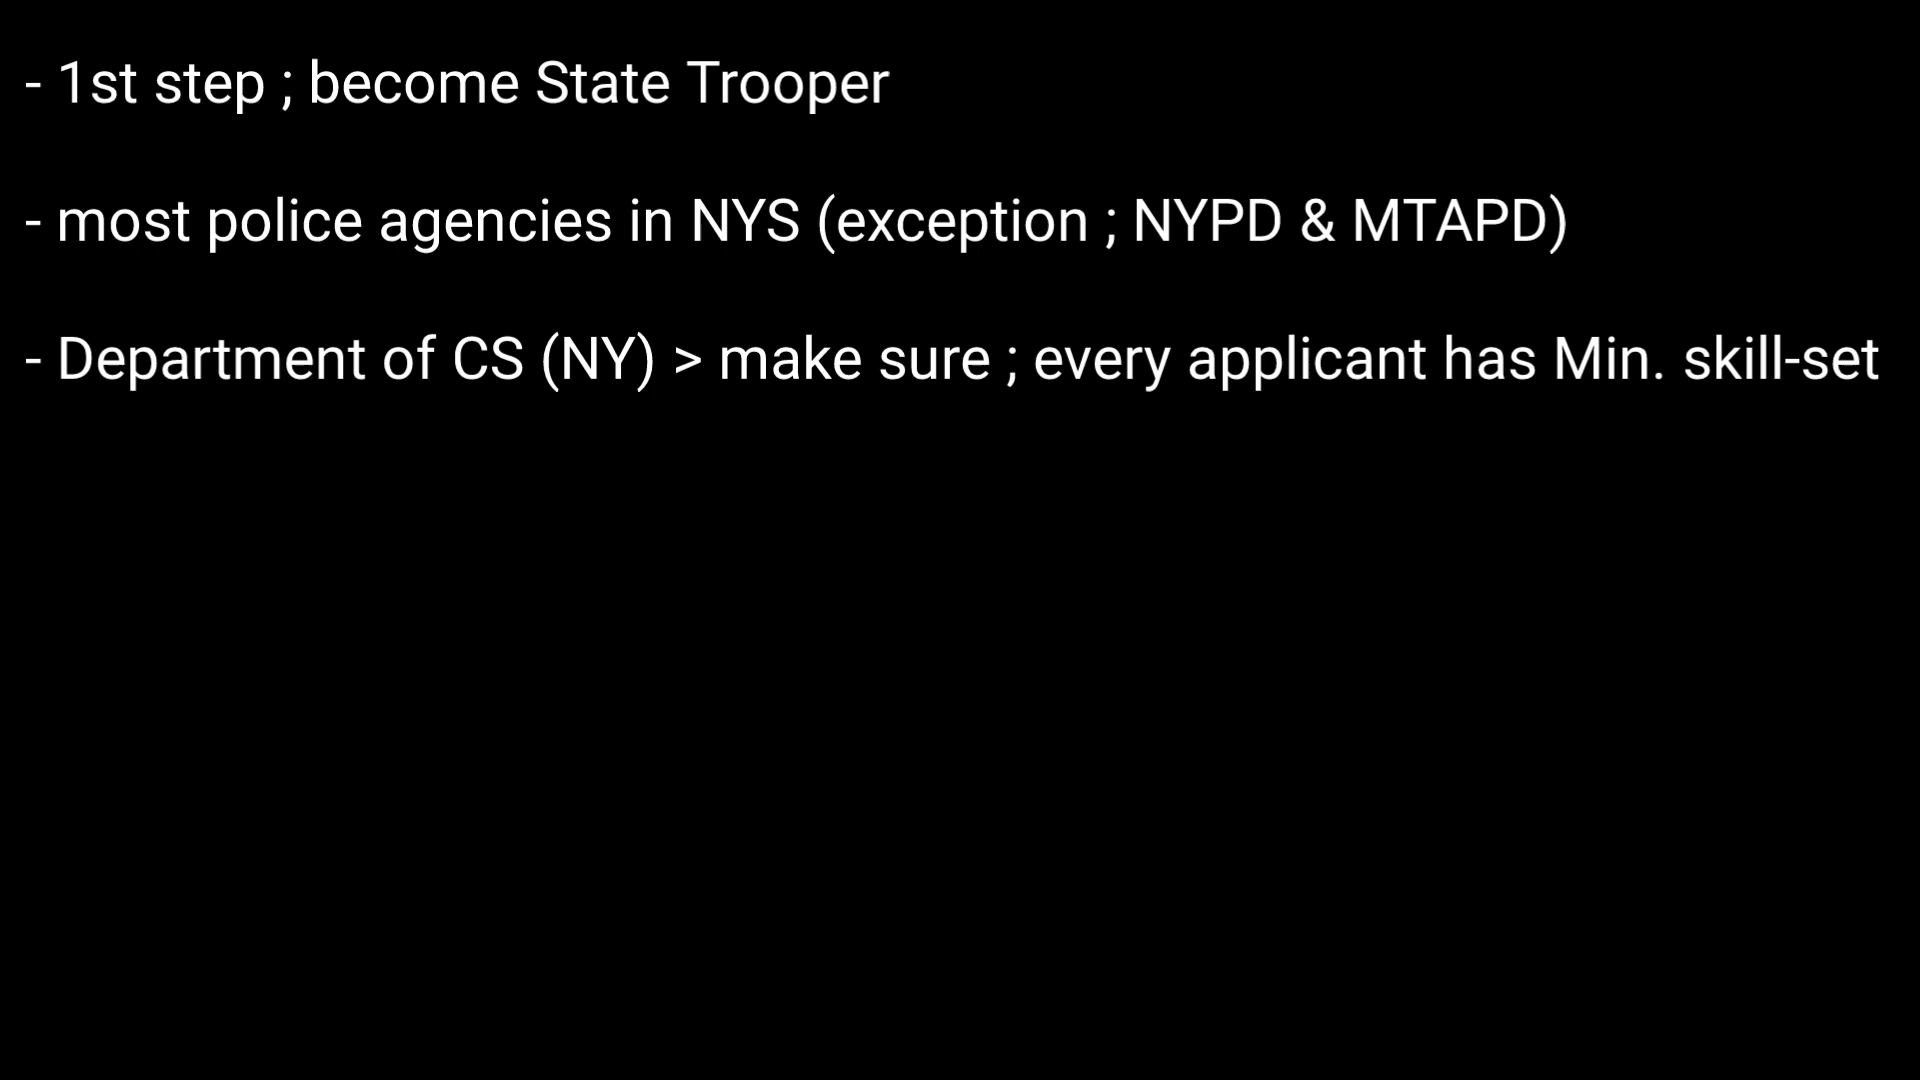 - 1st step ; become State Trooper
- most police agencies in NYS (exception ; NYPD & MTAPD)
- Department of CS (NY) > make sure ; every applicant has Min. skill-set